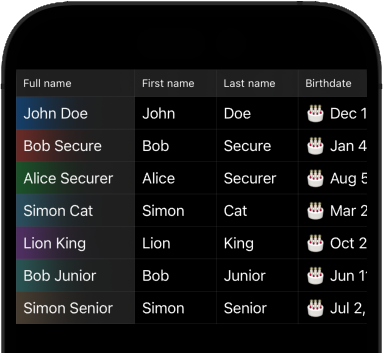 Full name First name Last name Birthdate
John Doe John Doe 🎂 Dec 1
Bob Secure Bob Secure 🎂 Jan 4
Alice Securer Alice Securer 🎂 Aug 5
Simon Cat Simon Cat 🎂 Mar 2
Lion King Lion King 🎂 Oct 2
Bob Junior Bob Junior 🎂 Jun 1
Simon Senior Simon Senior 🎂 Jul 2,